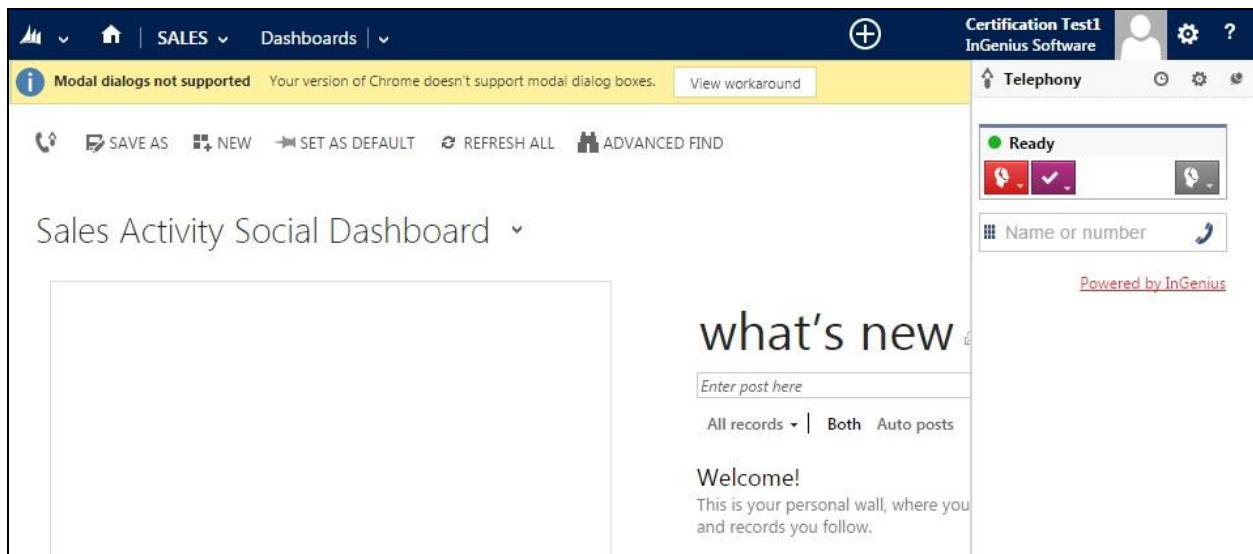 SALES Dashboards Certification Test1
InGenius Software ?
Modal dialogs not supported Your version of Chrome doesn't support modal dialog boxes. View workaround
Telephony
SAVE AS NEW SET AS DEFAULT REFRESH ALL ADVANCED FIND
Ready
Sales Activity Social Dashboard
Name or number
Powered by InGenius
what's new
Enter post here
All records Both Auto posts
Welcome!
This is your personal wall, where you
and records you follow.